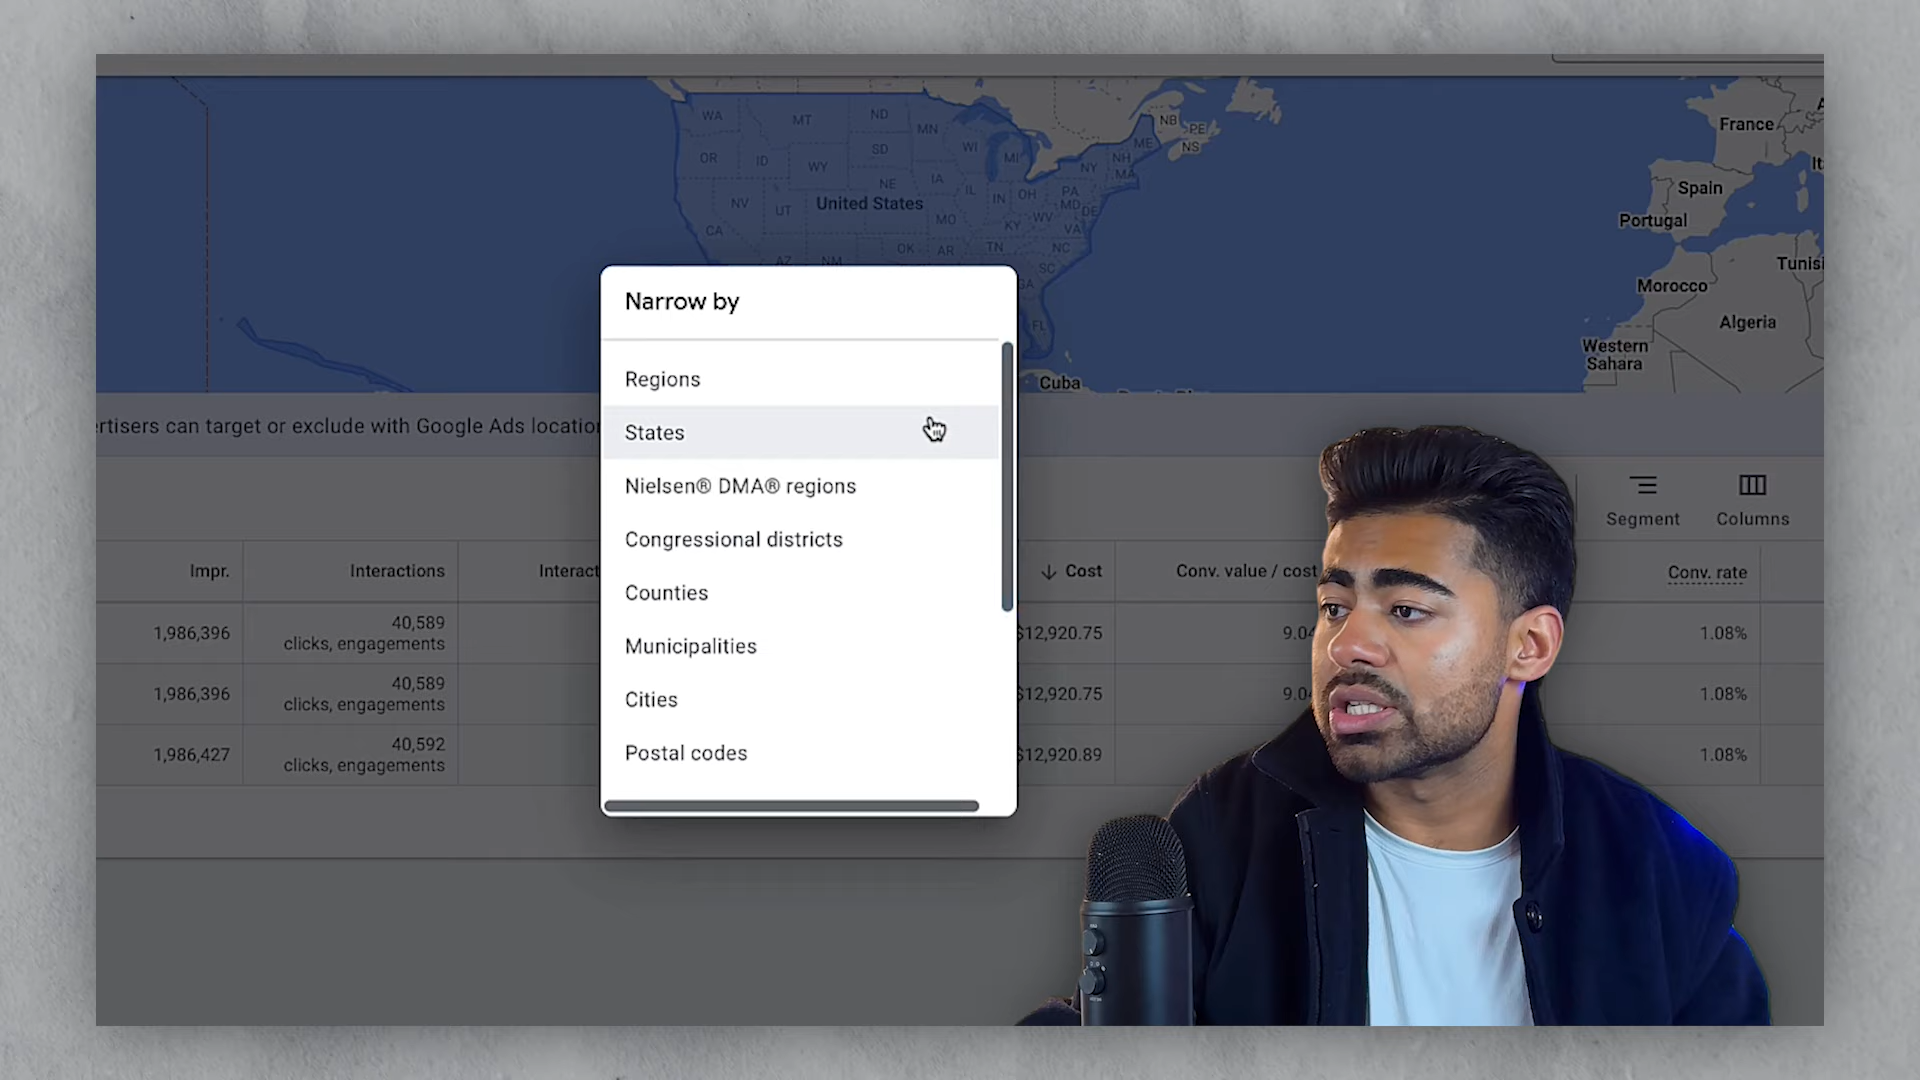 WA
MT
ND
MN
NB
PE
NS
ME
OR
ID
WY
SD
WI
MI
NH
NY
MA
NV
UT
NE
IA
IL
IN
OH
PA
MD
DE
United States
MO
KY
WV
VA
CA
AZ
NM
OK
AR
TN
NC
SC
GA
FL
France
Spain
Portugal
Morocco
Algeria
Western
Sahara
Cuba
Narrow by
Regions
States
Nielsen® DMA® regions
Congressional districts
Counties
Municipalities
Cities
Postal codes
can target or exclude with Google Ads
Segment
Columns
Impr.
Interactions
Cost
Conv. value / cost
Conv. rate
1,986,396
40,589
clicks, engagements
$12,920.75
1.08%
1,986,396
40,589
clicks, engagements
$12,920.75
1.08%
1,986,427
40,592
clicks, engagements
$12,920.89
1.08%